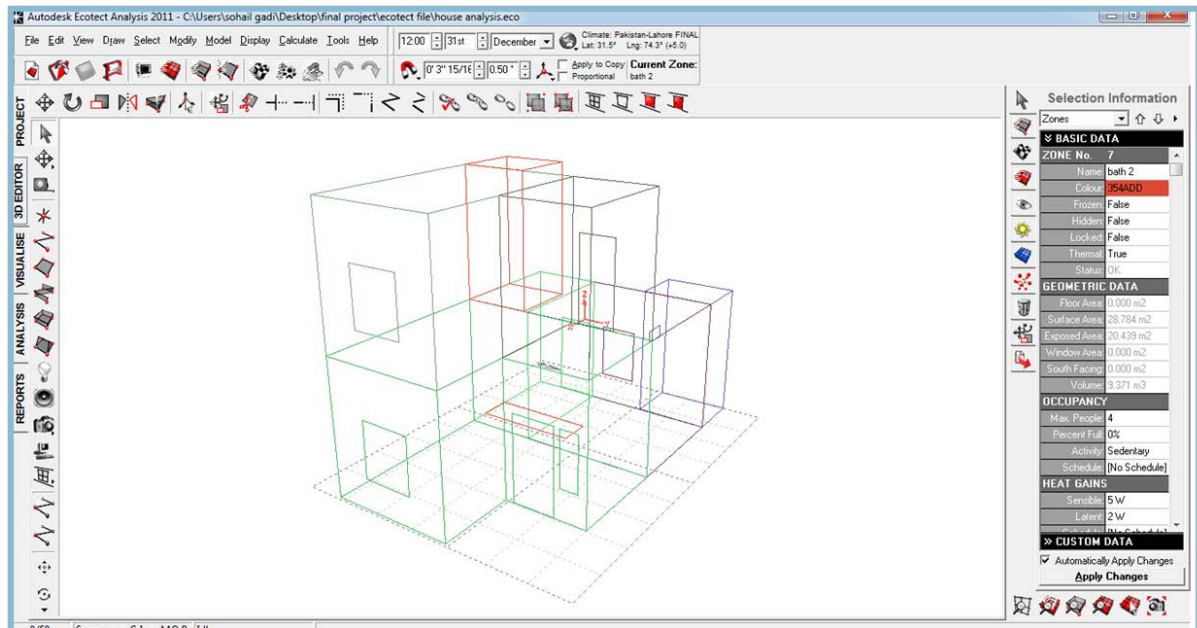 Autodesk Ecotect Analysis 2011 - C:\Users\sohail gadi\Desktop\final project\ecotect file\house analysis.eco
File Edit View Draw Select Modify Model Display Calculate Tools Help
12:00 31st December
Climate: Pakistan-Lahore FINAL
Lat: 31.5° Lng: 74.3° (+5.0)
0' 3" 15/16 0.50 °
Apply to Copy
Proportional
Current Zone:
bath 2
PROJECT
3D EDITOR
VISUALISE
ANALYSIS
REPORTS
Selection Information
Zones
BASIC DATA
ZONE No. 7
Name: bath 2
Colour: 354ADD
Frozen: False
Hidden: False
Locked: False
Thermal: True
Status: OK
GEOMETRIC DATA
Floor Area: 0.000 m2
Surface Area: 28.784 m2
Exposed Area: 20.439 m2
Window Area: 0.000 m2
South Facing: 0.000 m2
Volume: 9.371 m3
OCCUPANCY
Max. People: 4
Percent Full: 0%
Activity: Sedentary
Schedule: [No Schedule]
HEAT GAINS
Sensible: 5 W
Latent: 2 W
CUSTOM DATA
Automatically Apply Changes
Apply Changes